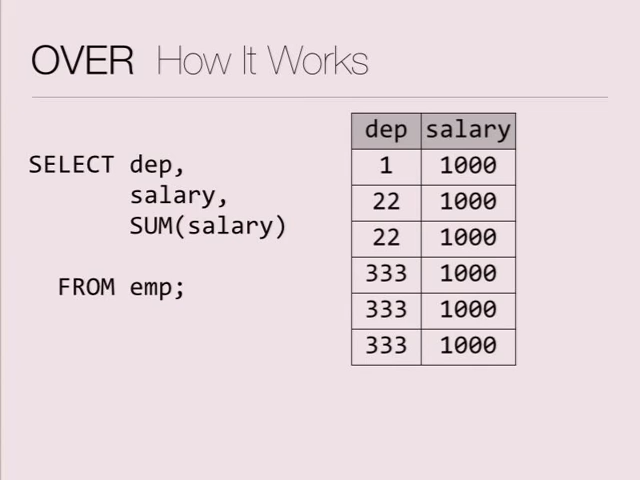 OVER How It Works
SELECT dep,
salary,
SUM(salary)
FROM emp;
dep salary
1 1000
22 1000
22 1000
333 1000
333 1000
333 1000